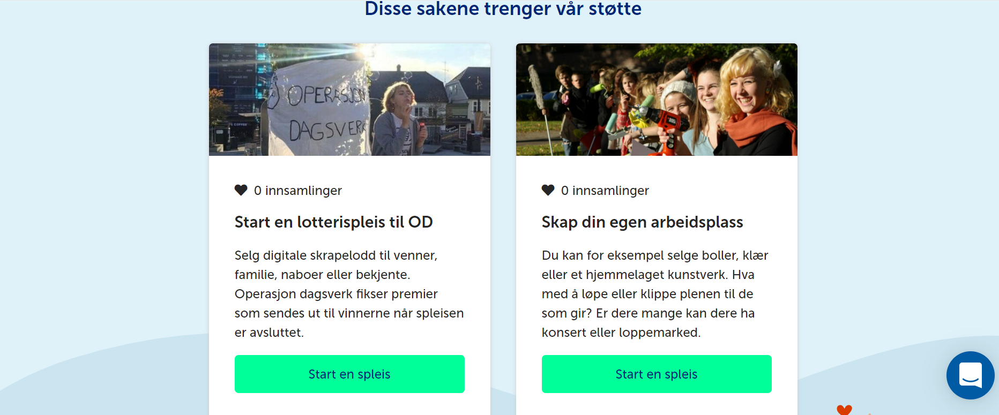 Disse sakene trenger vår støtte
OPERASJON
DAGSVERK
0 innsamlinger
Start en lotterispleis til OD
Selg digitale skrapelodd til venner,
familie, naboer eller bekjente.
Operasjon dagsverk fikser premier
som sendes ut til vinnerne når spleisen
er avsluttet.
Start en spleis
0 innsamlinger
Skap din egen arbeidsplass
Du kan for eksempel selge boller, klær
eller et hjemmelaget kunstverk. Hva
med å løpe eller klippe plenen til de
som gir? Er dere mange kan dere ha
konsert eller loppemarked.
Start en spleis